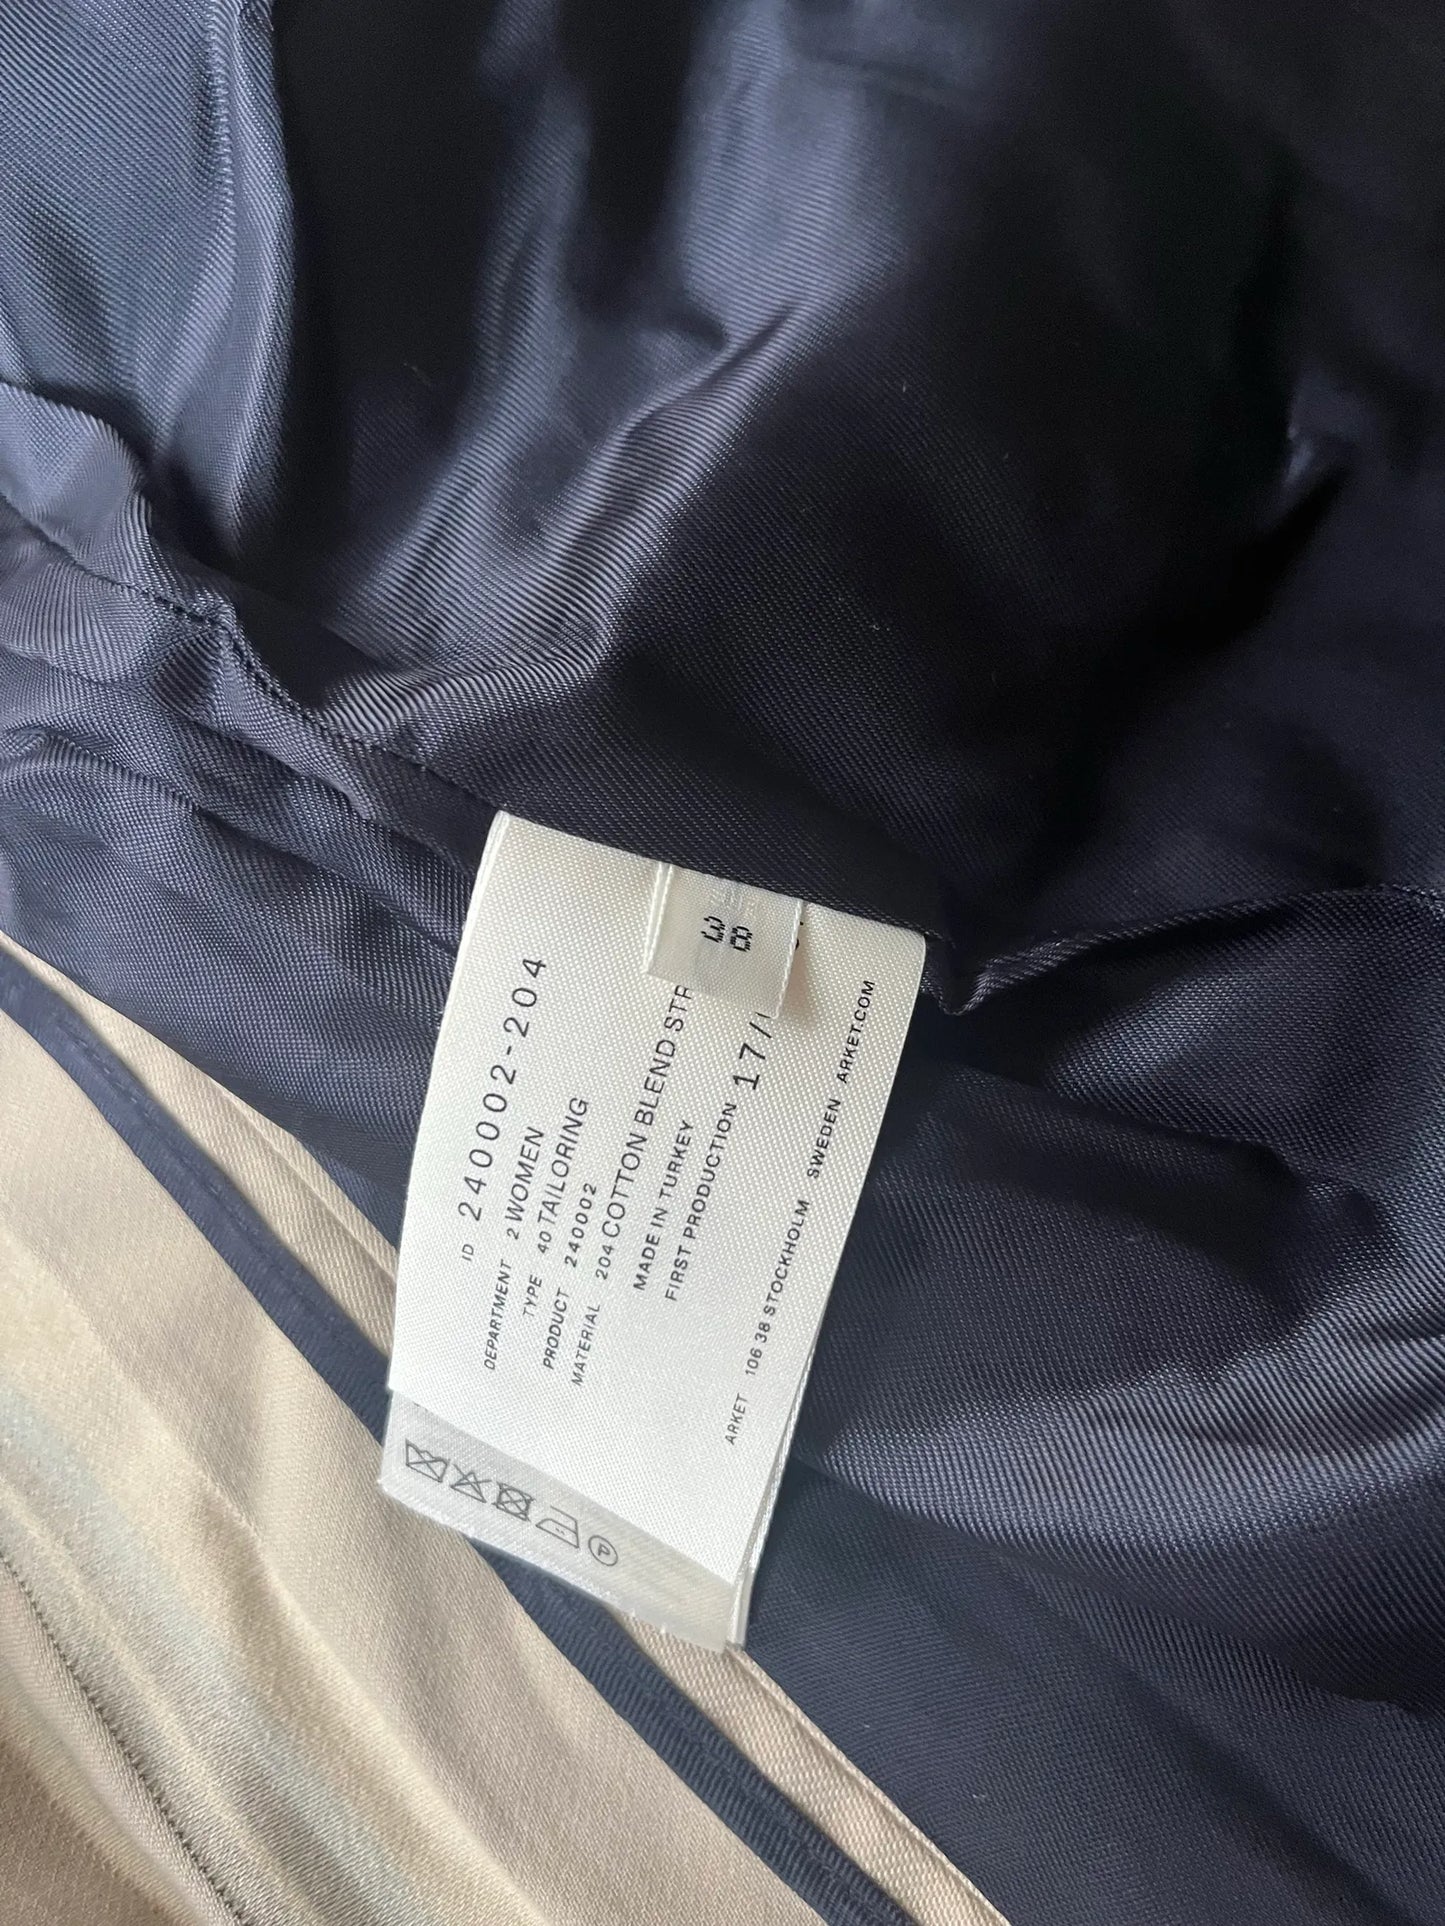 38
ID 240002-204
DEPARTMENT 2 WOMEN
TYPE 40 TAILORING
PRODUCT 240002
MATERIAL 204 COTTON BLEND STR
MADE IN TURKEY
FIRST PRODUCTION 17/
ARKET 106 38 STOCKHOLM SWEDEN ARKET.COM
P